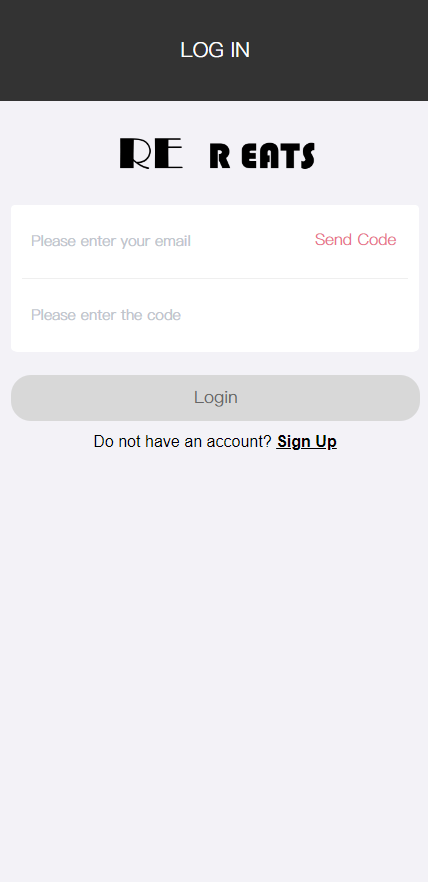 LOG IN
RE R EATS
Please enter your email Send Code
Please enter the code
Login
Do not have an account? Sign Up